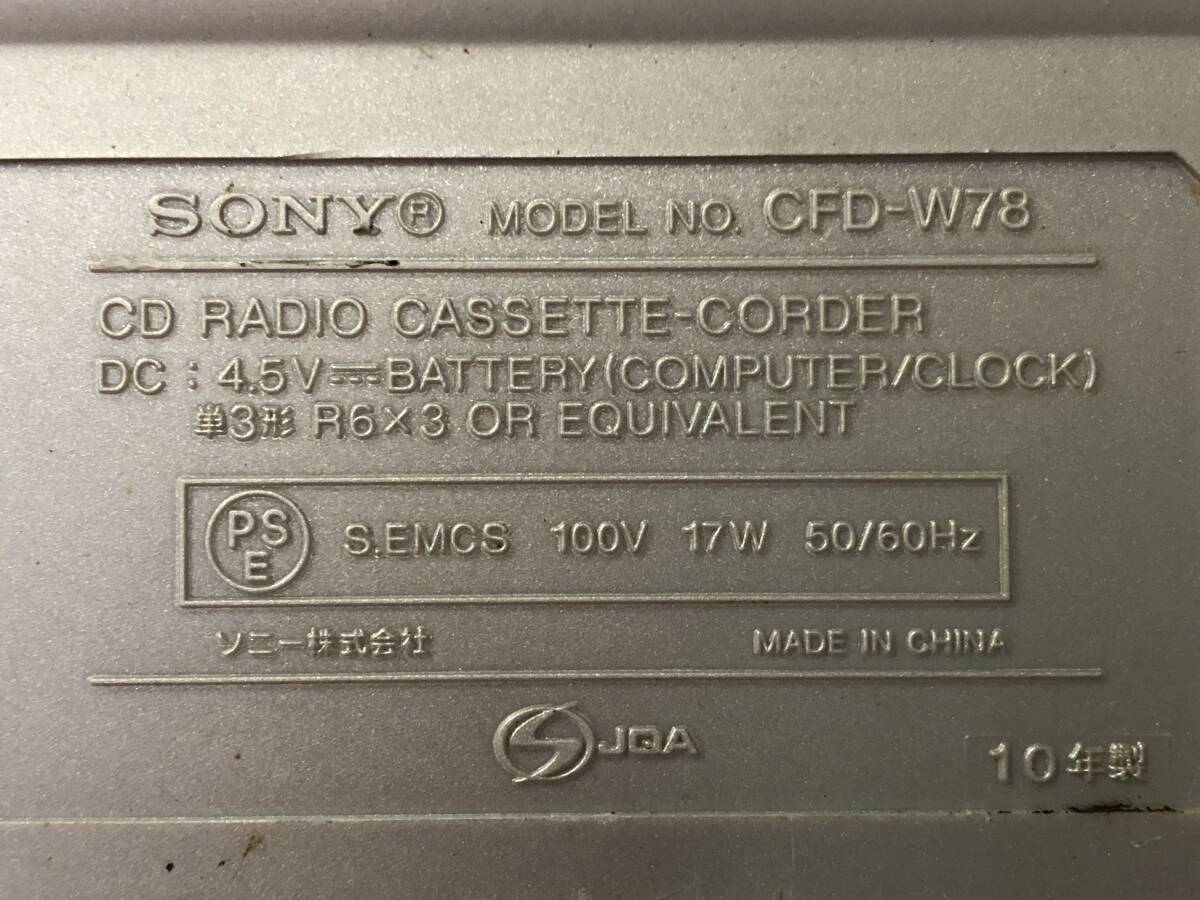 SONY® MODEL NO. CFD-W78
CD RADIO CASSETTE-CORDER
DC : 4.5V⎓BATTERY(COMPUTER/CLOCK)
単3形 R6×3 OR EQUIVALENT
PSE S.EMCS 100V 17W 50/60Hz
ソニー株式会社 MADE IN CHINA
S JQA
10年製